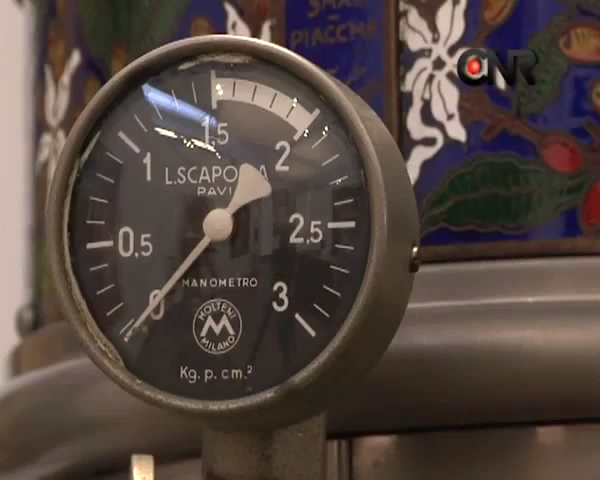 CNR
PIACCH
1,5
1
2
L.SCAPO A
PAVI
0,5
2,5
MANOMETRO
0
3
MOLTENI
M
MILANO
Kg. p. cm.²